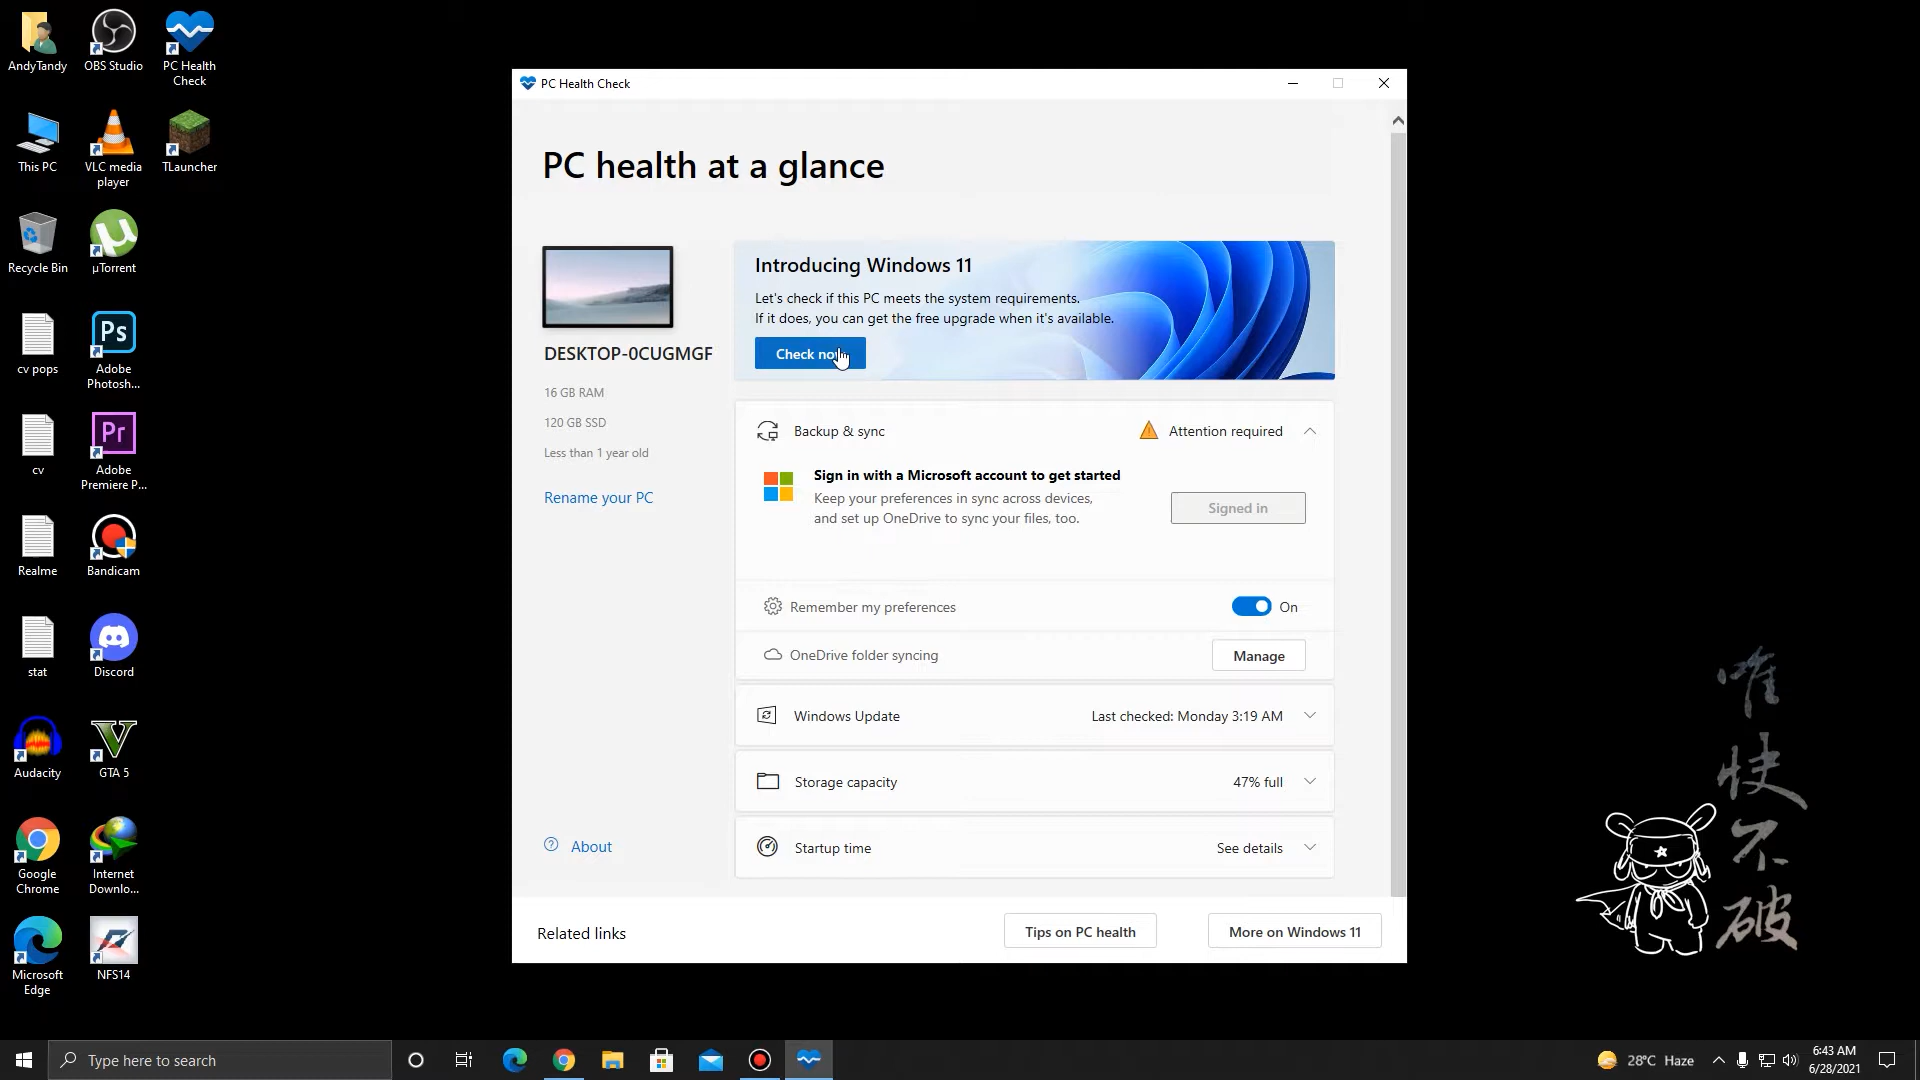 AndyTandy
OBS Studio
PC Health
Check
This PC
VLC media
player
TLauncher
Recycle Bin
µTorrent
cv pops
Ps
Adobe
Photosh...
cv
Pr
Adobe
Premiere P...
Realme
Bandicam
stat
Discord
Audacity
GTA 5
Google
Chrome
Internet
Downlo...
Microsoft
Edge
NFS14
PC Health Check
PC health at a glance
DESKTOP-0CUGMGF
16 GB RAM
120 GB SSD
Less than 1 year old
Rename your PC
About
Introducing Windows 11
Let's check if this PC meets the system requirements.
If it does, you can get the free upgrade when it's available.
Check now
Backup & sync
Attention required
Sign in with a Microsoft account to get started
Keep your preferences in sync across devices,
and set up OneDrive to sync your files, too.
Signed in
Remember my preferences
On
OneDrive folder syncing
Manage
Windows Update
Last checked: Monday 3:19 AM
Storage capacity
47% full
Startup time
See details
Related links
Tips on PC health
More on Windows 11
唯
快
不
破
Type here to search
28°C Haze
6:43 AM
6/28/2021